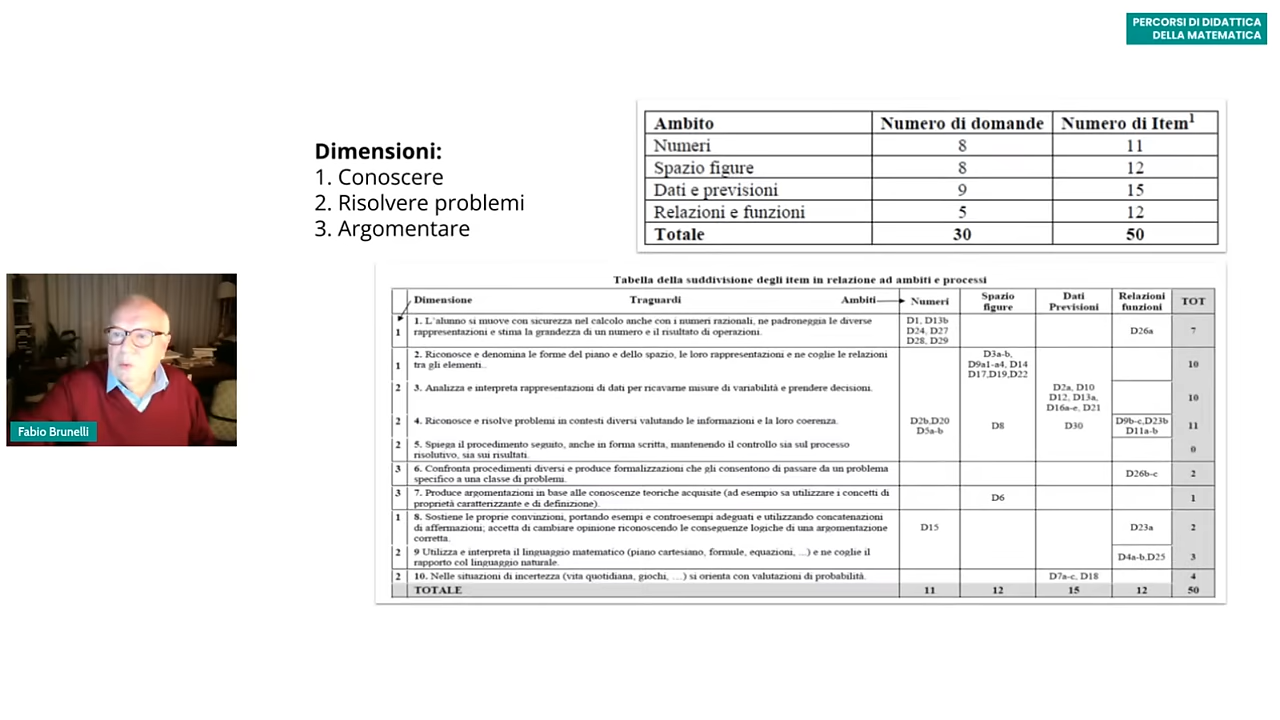 PERCORSI DI DIDATTICA
DELLA MATEMATICA
Dimensioni:
1. Conoscere
2. Risolvere problemi
3. Argomentare
Ambito Numero di domande Numero di Item1
Numeri 8 11
Spazio figure 8 12
Dati e previsioni 9 15
Relazioni e funzioni 5 12
Totale 30 50
Fabio Brunelli
Tabella della suddivisione degli item in relazione ad ambiti e processi
Dimensione Traguardi Ambiti Numeri Spazio figure Dati Previsioni Relazioni funzioni TOT
1 1. L'alunno si muove con sicurezza nel calcolo anche con i numeri razionali, ne padroneggia le diverse
rappresentazioni e stima la grandezza di un numero e il risultato di operazioni.
D1, D13b
D24, D27
D28, D29
D26a
7
1 2. Riconosce e denomina le forme del piano e dello spazio, le loro rappresentazioni e ne coglie le relazioni
tra gli elementi..
D3a-b,
D9a1-a4, D14
D17,D19,D22
10
2 3. Analizza e interpreta rappresentazioni di dati per ricavarne misure di variabilità e prendere decisioni.
D2a, D10
D12, D13a,
D16a-e, D21
10
2 4. Riconosce e risolve problemi in contesti diversi valutando le informazioni e la loro coerenza.
D2b,D20
D5a-b
D8
D30
D9b-c,D23b
D11a-b
11
2 5. Spiega il procedimento seguito, anche in forma scritta, mantenendo il controllo sia sul processo
risolutivo, sia sui risultati.
0
3 6. Confronta procedimenti diversi e produce formalizzazioni che gli consentono di passare da un problema
specifico a una classe di problemi.
D26b-c
2
3 7. Produce argomentazioni in base alle conoscenze teoriche acquisite (ad esempio sa utilizzare i concetti di
proprietà caratterizzante e di definizione).
D6
1
1 8. Sostiene le proprie convinzioni, portando esempi e controesempi adeguati e utilizzando concatenazioni
di affermazioni; accetta di cambiare opinione riconoscendo le conseguenze logiche di una argomentazione
corretta.
D15
D23a
2
2 9 Utilizza e interpreta il linguaggio matematico (piano cartesiano, formule, equazioni, ...) e ne coglie il
rapporto col linguaggio naturale.
D4a-b,D25
3
2 10. Nelle situazioni di incertezza (vita quotidiana, giochi, ....) si orienta con valutazioni di probabilità.
D7a-c, D18
4
TOTALE 11 12 15 12 50